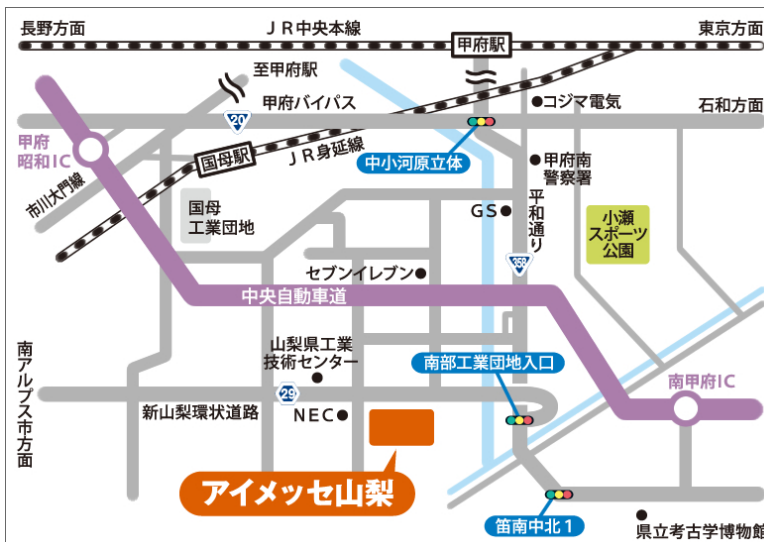 長野方面
JR中央本線
東京方面
甲府駅
至甲府駅
甲府バイパス
コジマ電気
石和方面
20
甲府
昭和IC
国母駅
JR身延線
中小河原立体
甲府南
警察署
市川大門線
国母
工業団地
GS
平和通り
小瀬
スポーツ
公園
358
セブンイレブン
中央自動車道
山梨県工業
技術センター
南部工業団地入口
南アルプス市方面
南甲府IC
29
新山梨環状道路
NEC
アイメッセ山梨
笛南中北1
県立考古学博物館